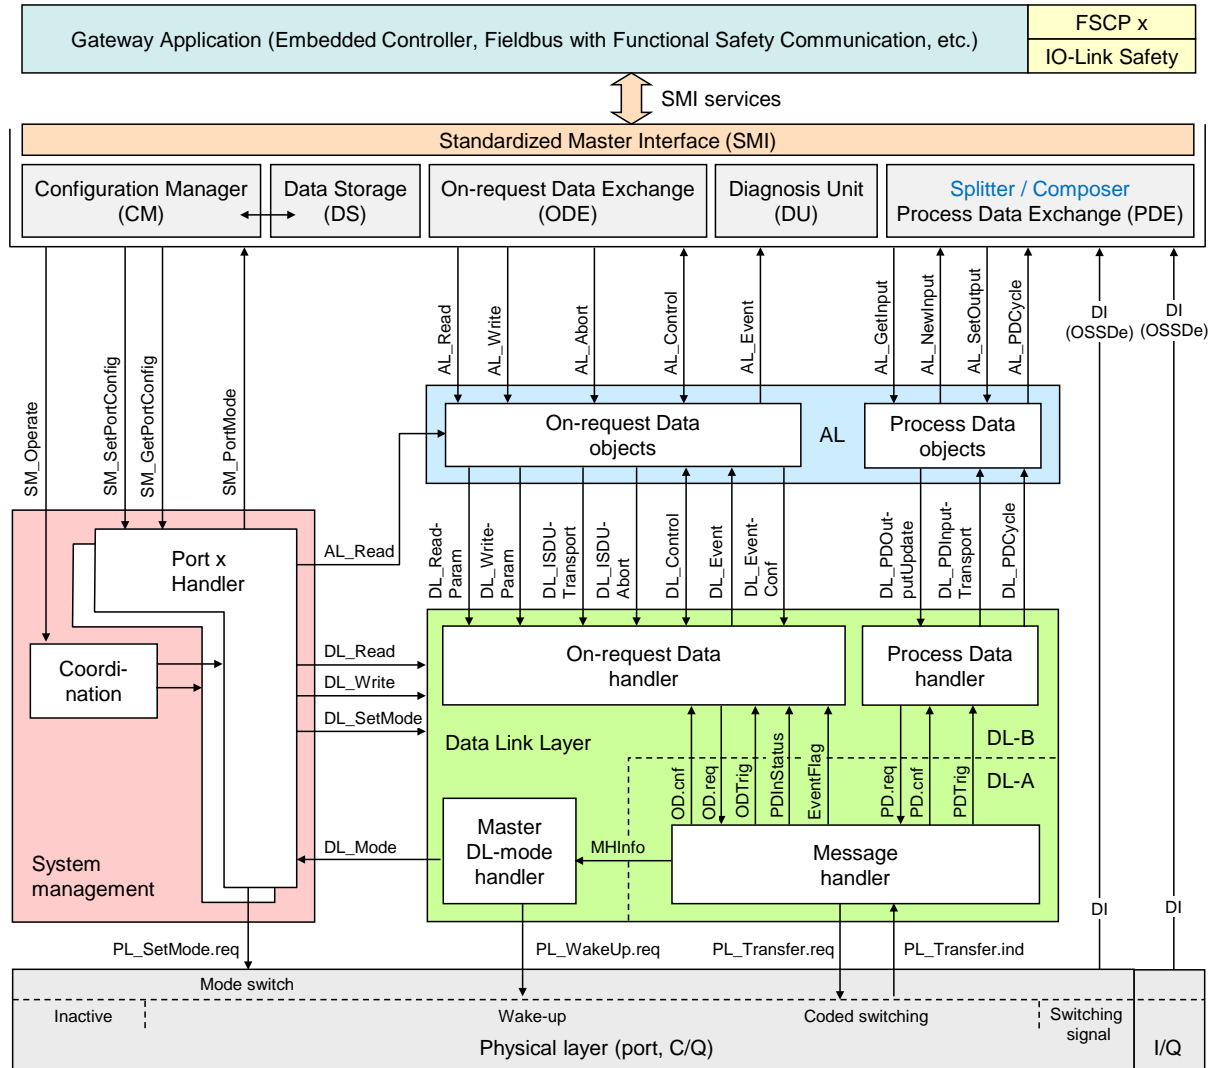 Gateway Application (Embedded Controller, Fieldbus with Functional Safety Communication, etc.)
FSCP x
IO-Link Safety
SMI services
Standardized Master Interface (SMI)
Configuration Manager
(CM)
Data Storage
(DS)
On-request Data Exchange
(ODE)
Diagnosis Unit
(DU)
Splitter / Composer
Process Data Exchange (PDE)
SM_Operate
SM_SetPortConfig
SM_GetPortConfig
SM_PortMode
AL_Read
AL_Write
AL_Abort
AL_Control
AL_Event
AL_GetInput
AL_NewInput
AL_SetOutput
AL_PDCycle
DI
(OSSDe)
DI
(OSSDe)
On-request Data
objects
AL
Process Data
objects
Port x
Handler
AL_Read
DL_Read-
Param
DL_Write-
Param
DL_ISDU-
Transport
DL_ISDU-
Abort
DL_Control
DL_Event
DL_Event-
Conf
DL_PDOut-
putUpdate
DL_PDInput-
Transport
DL_PDCycle
Coordi-
nation
DL_Read
DL_Write
DL_SetMode
On-request Data
handler
Process Data
handler
Data Link Layer
OD.cnf
OD.req
ODTrig
PDInStatus
EventFlag
PD.req
PD.cnf
PDTrig
DL-B
DL-A
System
management
DL_Mode
Master
DL-mode
handler
MHInfo
Message
handler
DI
DI
PL_SetMode.req
PL_WakeUp.req
PL_Transfer.req
PL_Transfer.ind
Mode switch
Inactive
Wake-up
Coded switching
Switching
signal
Physical layer (port, C/Q)
I/Q